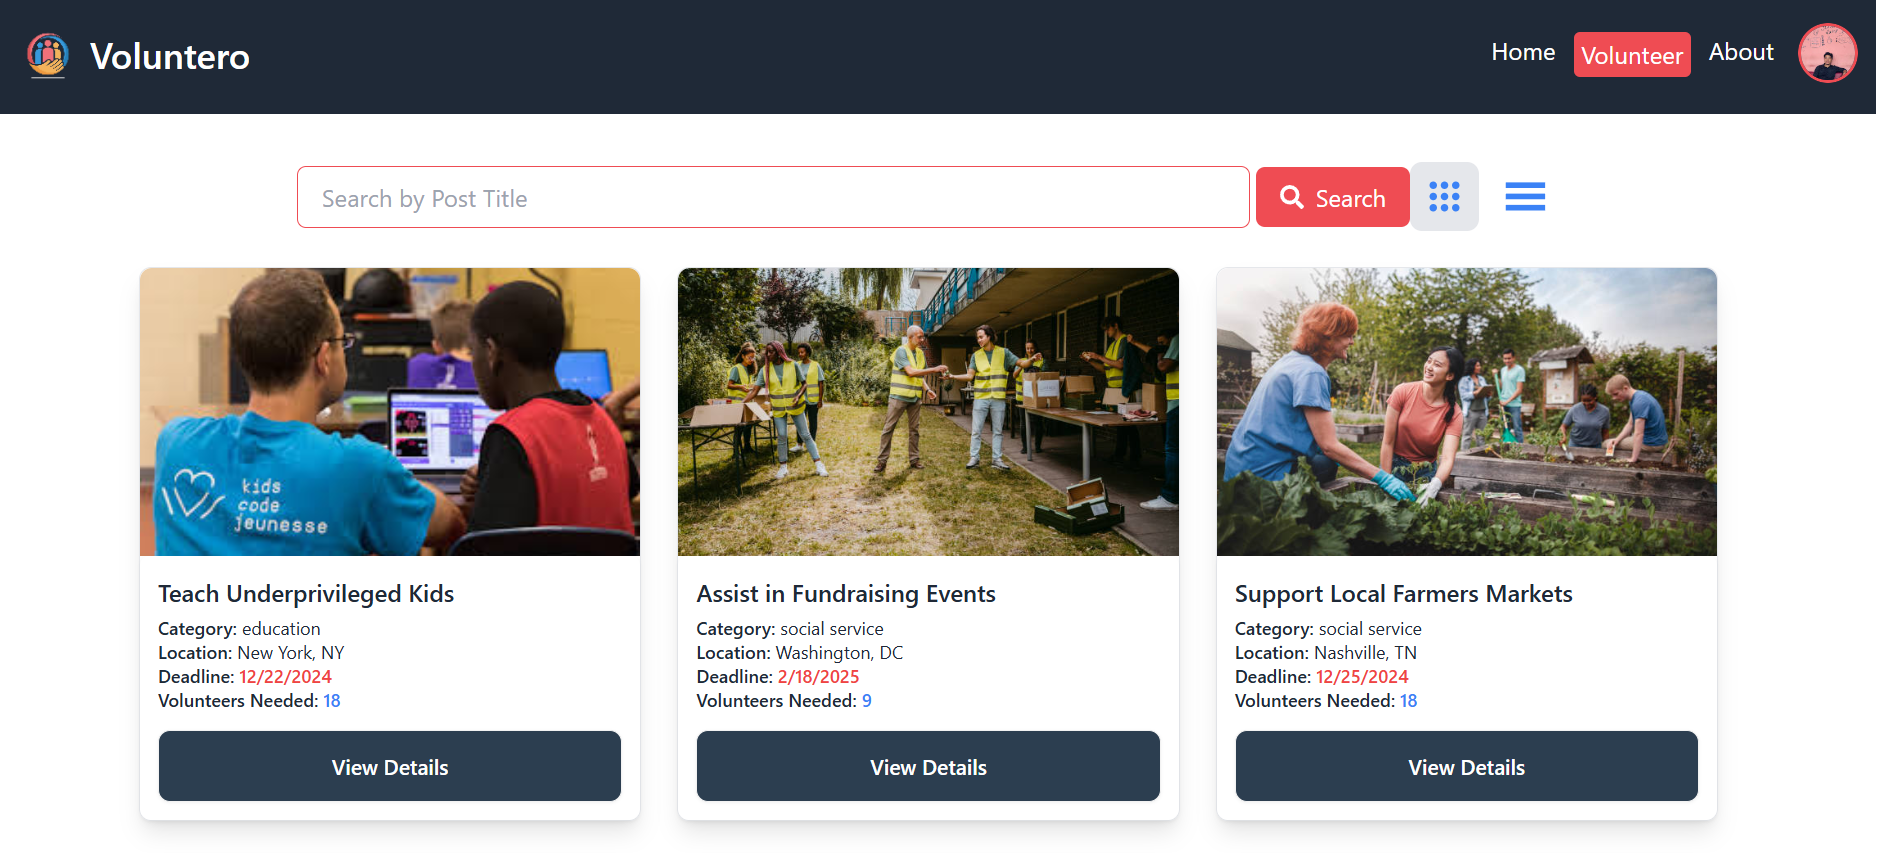 Voluntero
Home
Volunteer
About
Search by Post Title
Search
kids
code
jeunesse
Teach Underprivileged Kids
Category: education
Location: New York, NY
Deadline: 12/22/2024
Volunteers Needed: 18
View Details
Assist in Fundraising Events
Category: social service
Location: Washington, DC
Deadline: 2/18/2025
Volunteers Needed: 9
View Details
Support Local Farmers Markets
Category: social service
Location: Nashville, TN
Deadline: 12/25/2024
Volunteers Needed: 18
View Details